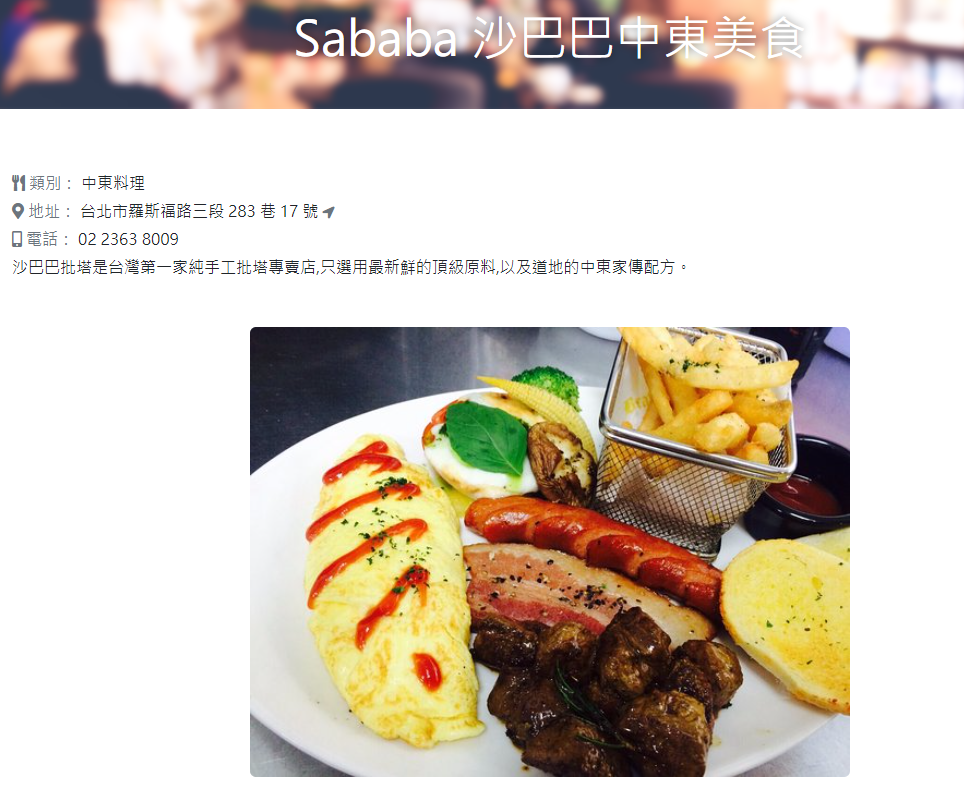 Sababa 沙巴巴中東美食
類別： 中東料理
地址： 台北市羅斯福路三段 283 巷 17 號
電話： 02 2363 8009
沙巴巴批塔是台灣第一家純手工批塔專賣店,只選用最新鮮的頂級原料,以及道地的中東家傳配方。